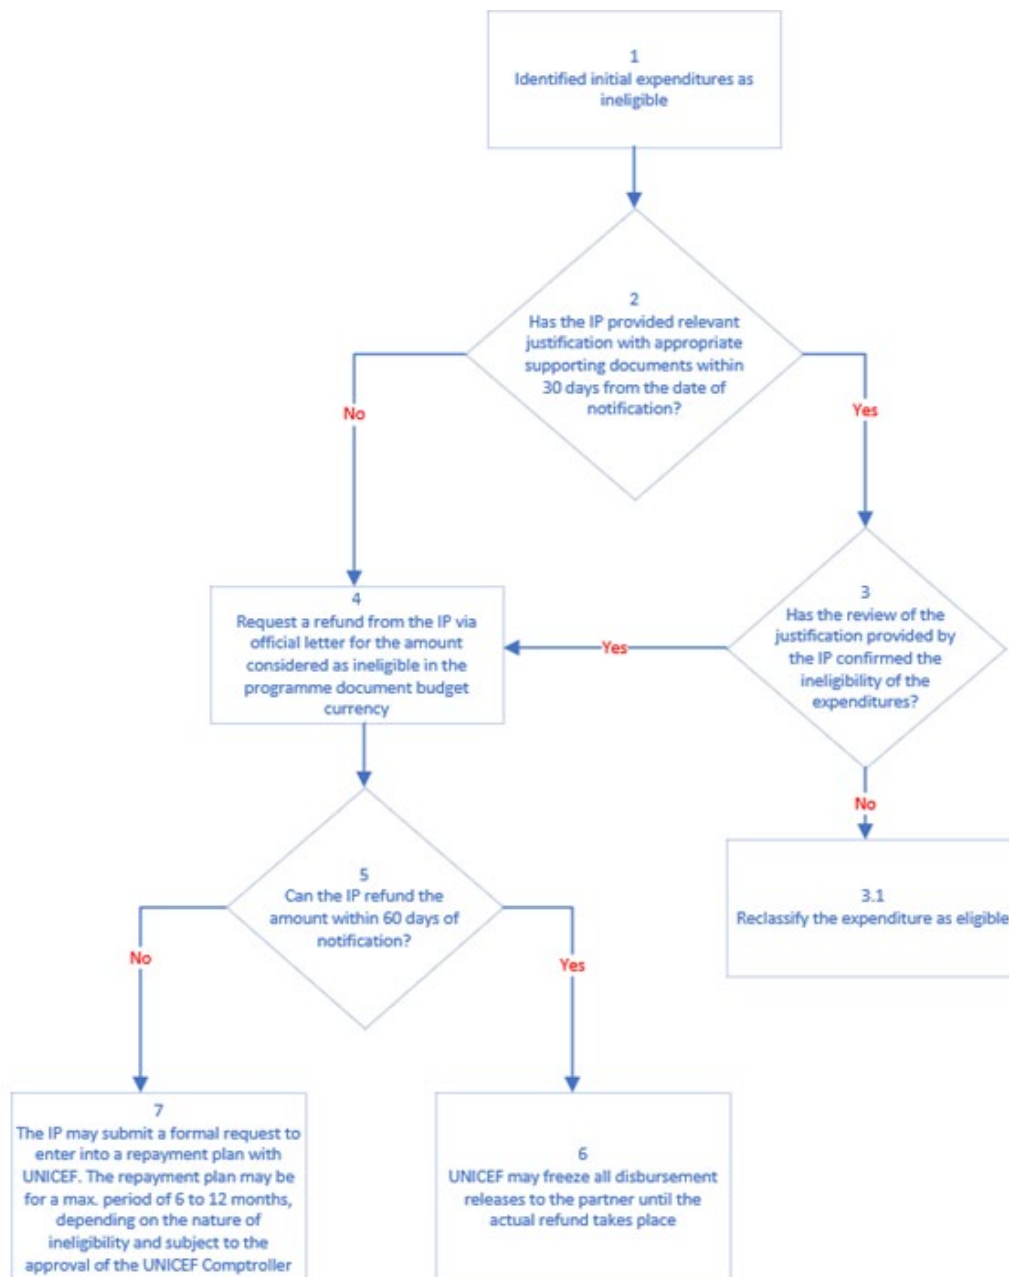 1
Identified initial expenditures as
ineligible
2
Has the IP provided relevant
justification with appropriate
supporting documents within
30 days from the date of
notification?
No
Yes
3
Has the review of the
justification provided by
the IP confirmed the
ineligibility of the
expenditures?
4
Request a refund from the IP via
official letter for the amount
considered as ineligible in the
programme document budget
currency
Yes
No
3.1
Reclassify the expenditure as eligible
5
Can the IP refund the
amount within 60 days of
notification?
No
Yes
7
The IP may submit a formal request to
enter into a repayment plan with
UNICEF. The repayment plan may be
for a max. period of 6 to 12 months,
depending on the nature of
ineligibility and subject to the
approval of the UNICEF Comptroller
6
UNICEF may freeze all disbursement
releases to the partner until the
actual refund takes place